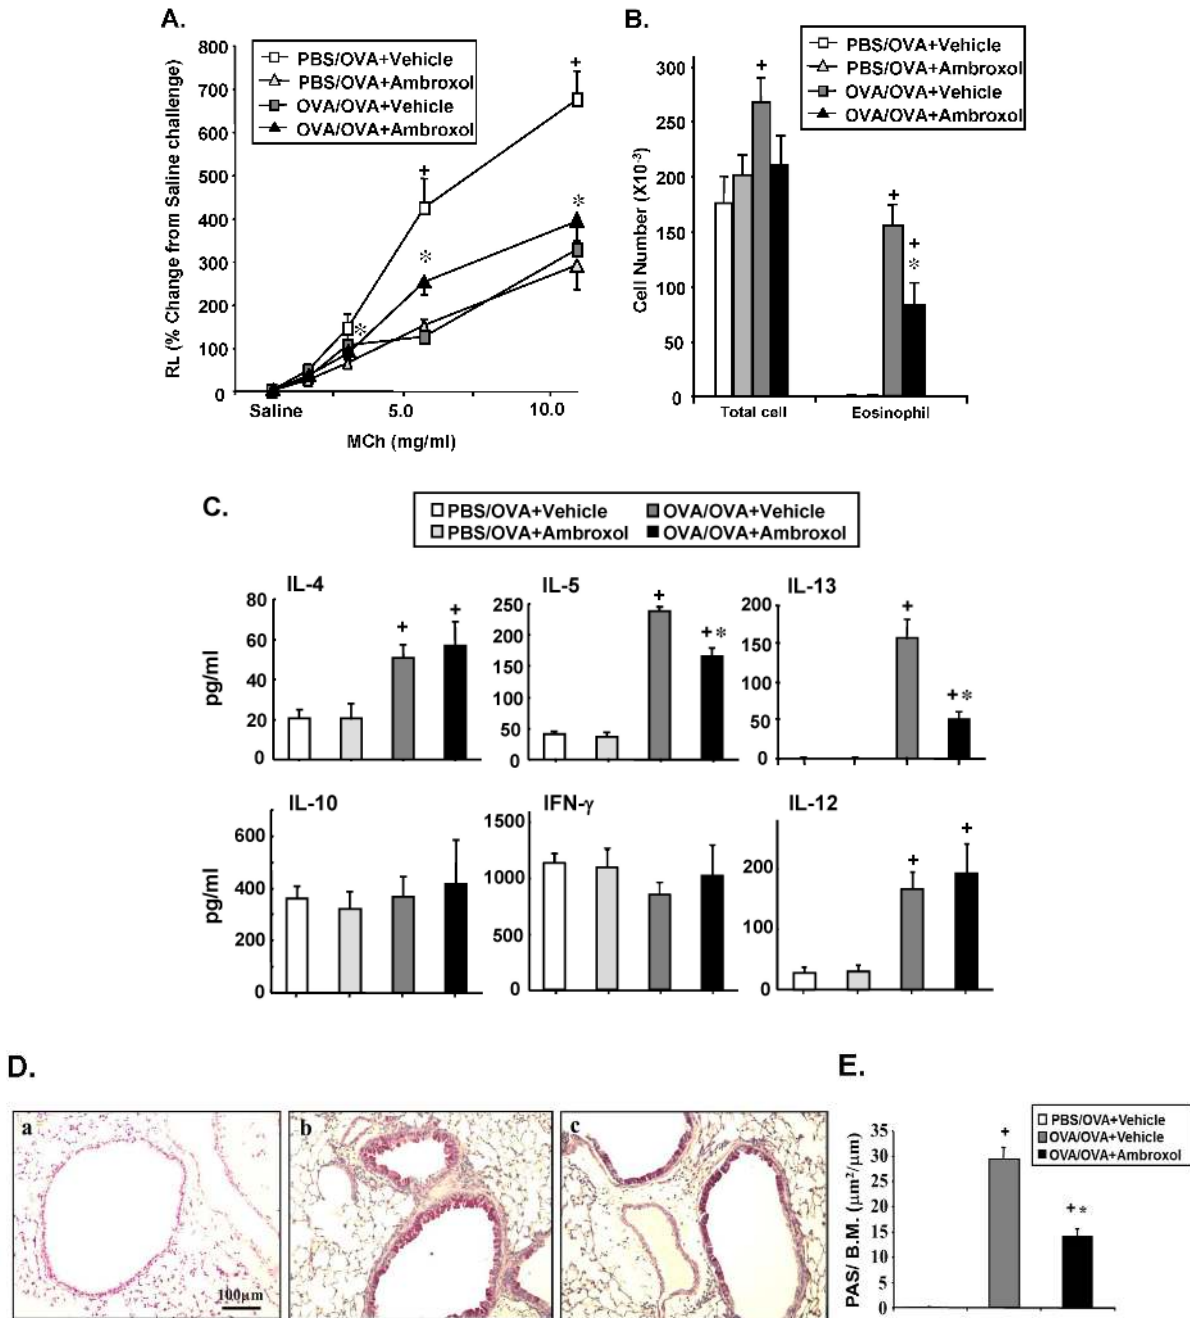 A.
RL (% Change from Saline challenge)
800
700
600
500
400
300
200
100
0
PBS/OVA+Vehicle
PBS/OVA+Ambroxol
OVA/OVA+Vehicle
OVA/OVA+Ambroxol
+
+
*
*
*
Saline
5.0
10.0
MCh (mg/ml)
B.
Cell Number (X10-3)
300
250
200
150
100
50
0
PBS/OVA+Vehicle
PBS/OVA+Ambroxol
OVA/OVA+Vehicle
OVA/OVA+Ambroxol
+
+
+
*
Total cell
Eosinophil
C.
PBS/OVA+Vehicle
OVA/OVA+Vehicle
PBS/OVA+Ambroxol
OVA/OVA+Ambroxol
IL-4
pg/ml
80
60
40
20
0
+
+
IL-5
250
200
150
100
50
0
+
+*
IL-13
200
150
100
50
0
+
+*
IL-10
pg/ml
600
400
200
0
IFN-γ
1500
1000
500
0
IL-12
200
100
0
+
+
D.
a
100μm
b
c
E.
PAS/ B.M. (μm²/μm)
35
30
25
20
15
10
5
0
PBS/OVA+Vehicle
OVA/OVA+Vehicle
OVA/OVA+Ambroxol
+
+*